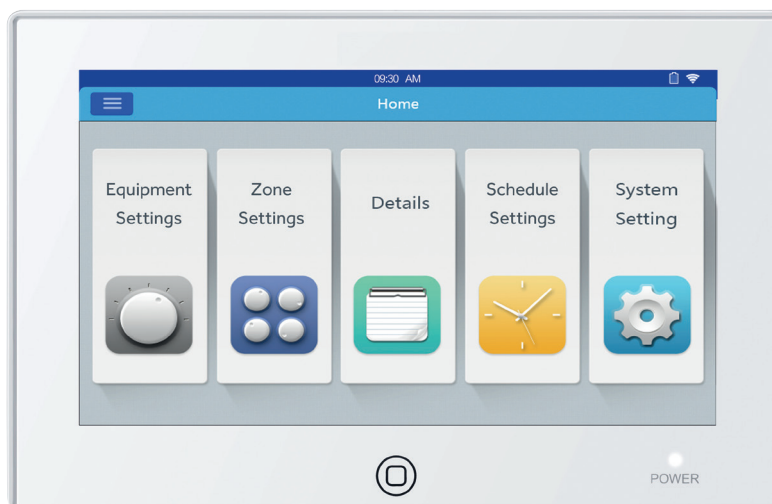 09:30 AM
Home
Equipment
Settings
Zone
Settings
Details
Schedule
Settings
System
Setting
POWER